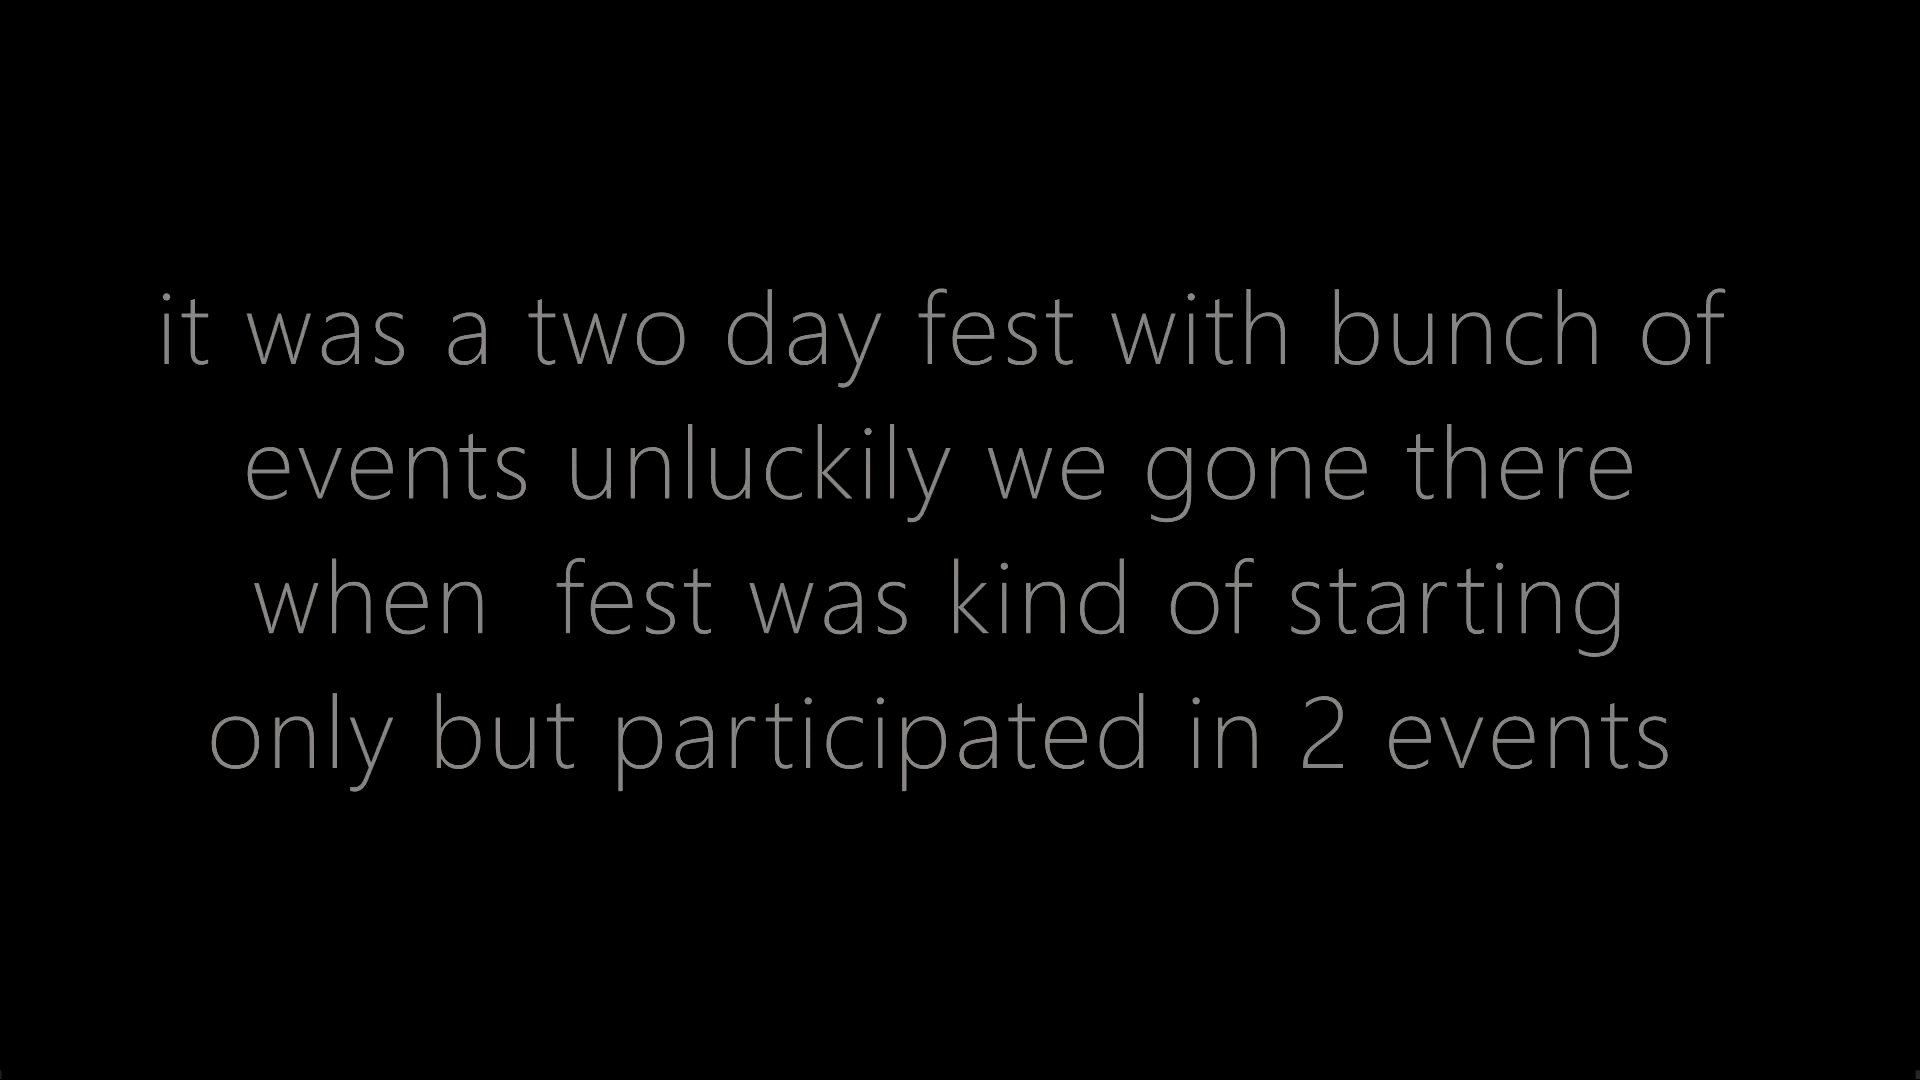 it was a two day fest with bunch of
events unluckily we gone there
when  fest was kind of starting
only but participated in 2 events